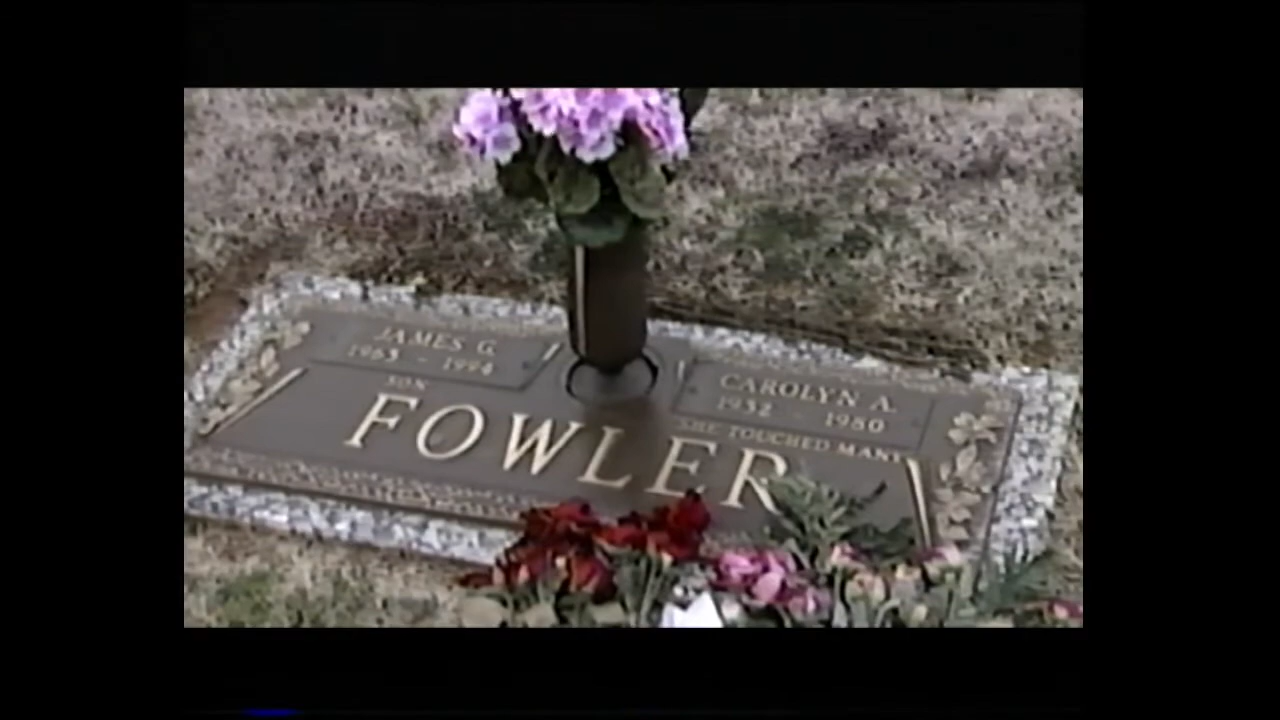 JAMES G.
1963 - 1994
SON
CAROLYN A.
1932 - 1980
SHE TOUCHED MANY
FOWLER